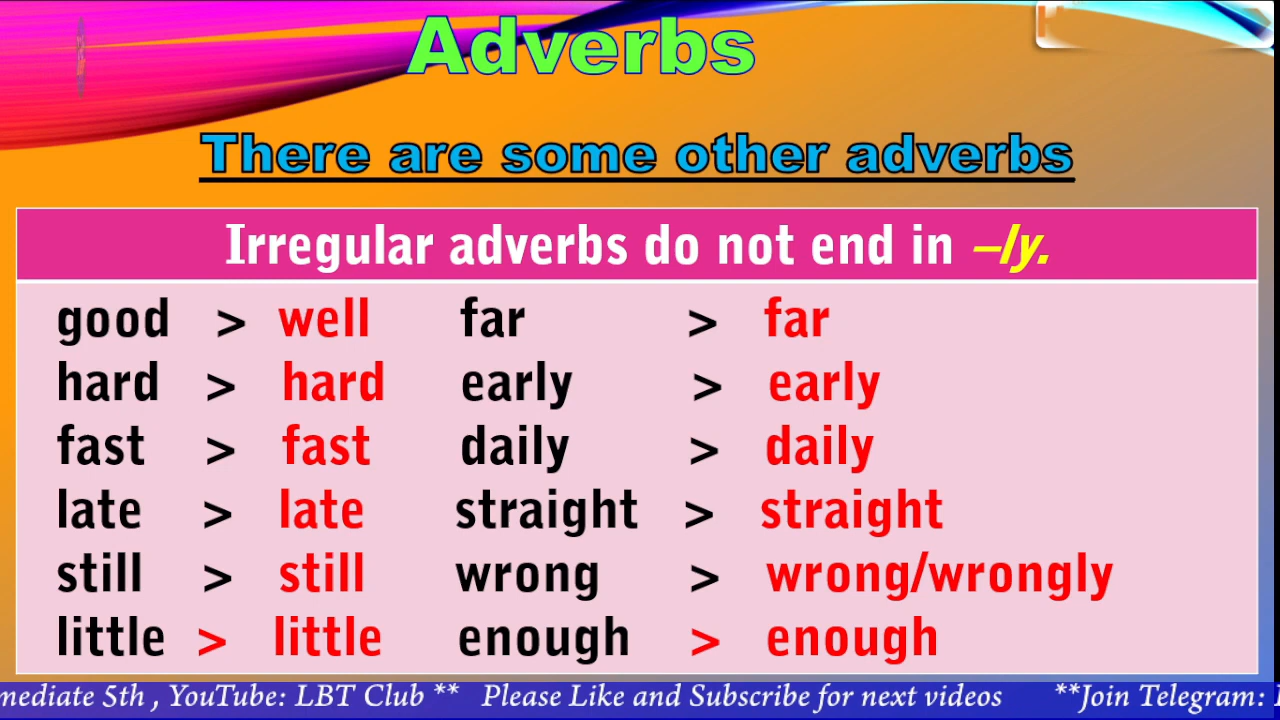 Adverbs
There are some other adverbs
Irregular adverbs do not end in –ly.
good > well far > far
hard > hard early > early
fast > fast daily > daily
late > late straight > straight
still > still wrong > wrong/wrongly
little > little enough > enough
mediate 5th , YouTube: LBT Club ** Please Like and Subscribe for next videos **Join Telegram: